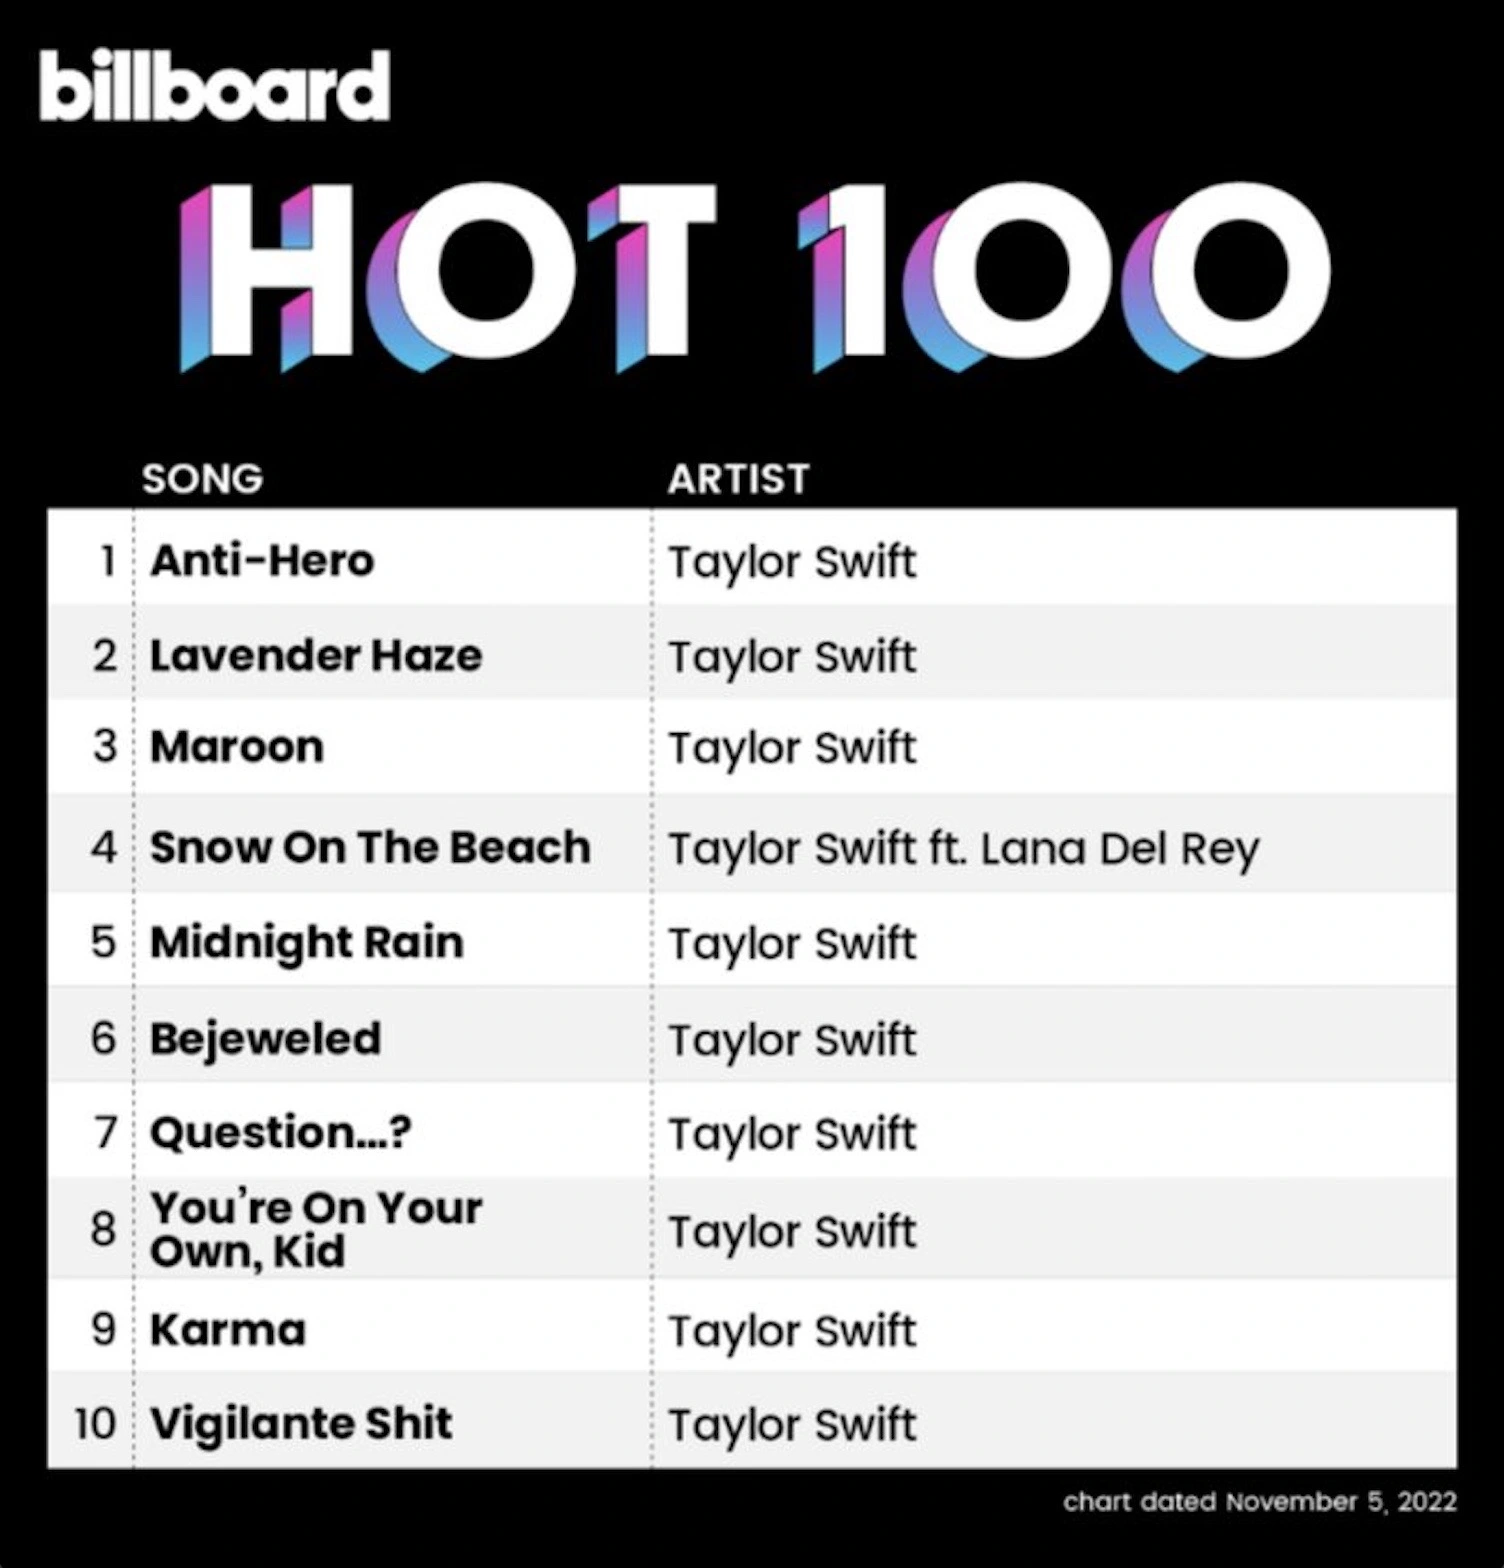 billboard
HOT 100
SONG ARTIST
1 Anti-Hero Taylor Swift
2 Lavender Haze Taylor Swift
3 Maroon Taylor Swift
4 Snow On The Beach Taylor Swift ft. Lana Del Rey
5 Midnight Rain Taylor Swift
6 Bejeweled Taylor Swift
7 Question...? Taylor Swift
8 You’re On Your
Own, Kid Taylor Swift
9 Karma Taylor Swift
10 Vigilante Shit Taylor Swift
chart dated November 5, 2022